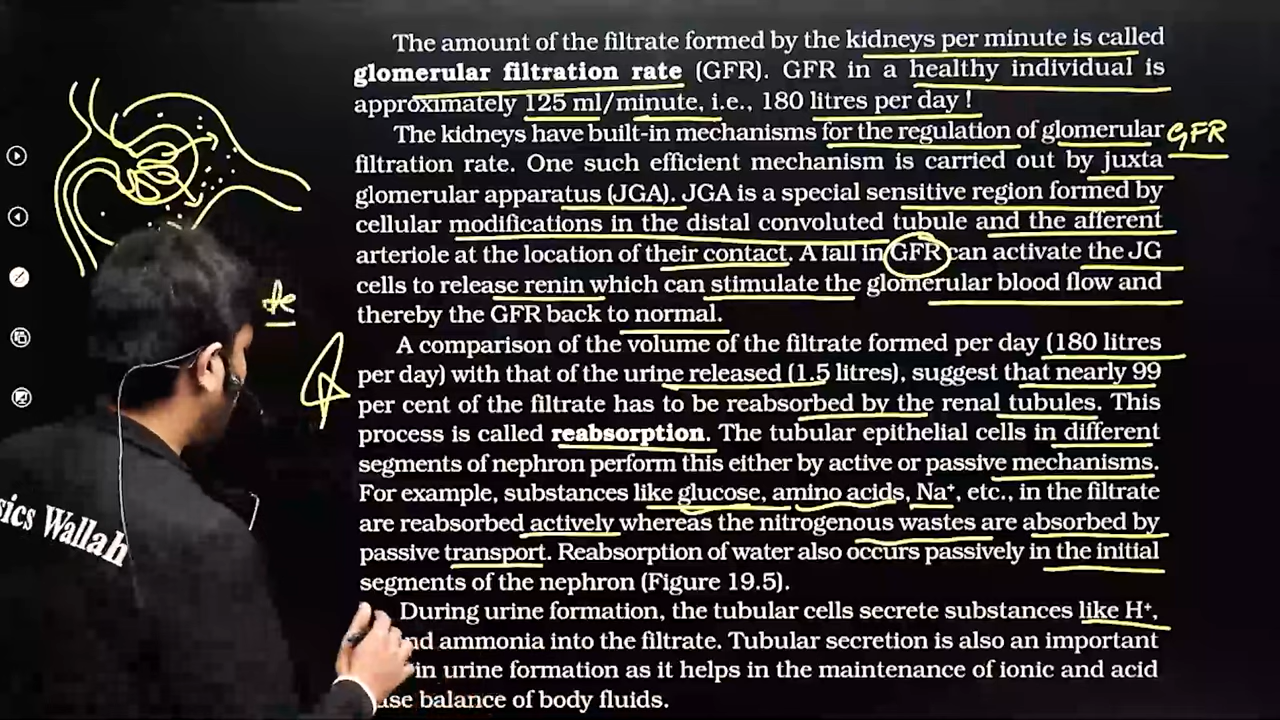 The amount of the filtrate formed by the kidneys per minute is called
glomerular filtration rate (GFR). GFR in a healthy individual is
approximately 125 ml/minute, i.e., 180 litres per day !
The kidneys have built-in mechanisms for the regulation of glomerular GFR
filtration rate. One such efficient mechanism is carried out by juxta
glomerular apparatus (JGA). JGA is a special sensitive region formed by
cellular modifications in the distal convoluted tubule and the afferent
arteriole at the location of their contact. A fall in GFR can activate the JG
cells to release renin which can stimulate the glomerular blood flow and
thereby the GFR back to normal.
A comparison of the volume of the filtrate formed per day (180 litres
per day) with that of the urine released (1.5 litres), suggest that nearly 99
per cent of the filtrate has to be reabsorbed by the renal tubules. This
process is called reabsorption. The tubular epithelial cells in different
segments of nephron perform this either by active or passive mechanisms.
For example, substances like glucose, amino acids, Na⁺, etc., in the filtrate
are reabsorbed actively whereas the nitrogenous wastes are absorbed by
passive transport. Reabsorption of water also occurs passively in the initial
segments of the nephron (Figure 19.5).
During urine formation, the tubular cells secrete substances like H⁺,
ammonia into the filtrate. Tubular secretion is also an important
in urine formation as it helps in the maintenance of ionic and acid
balance of body fluids.
Wallah